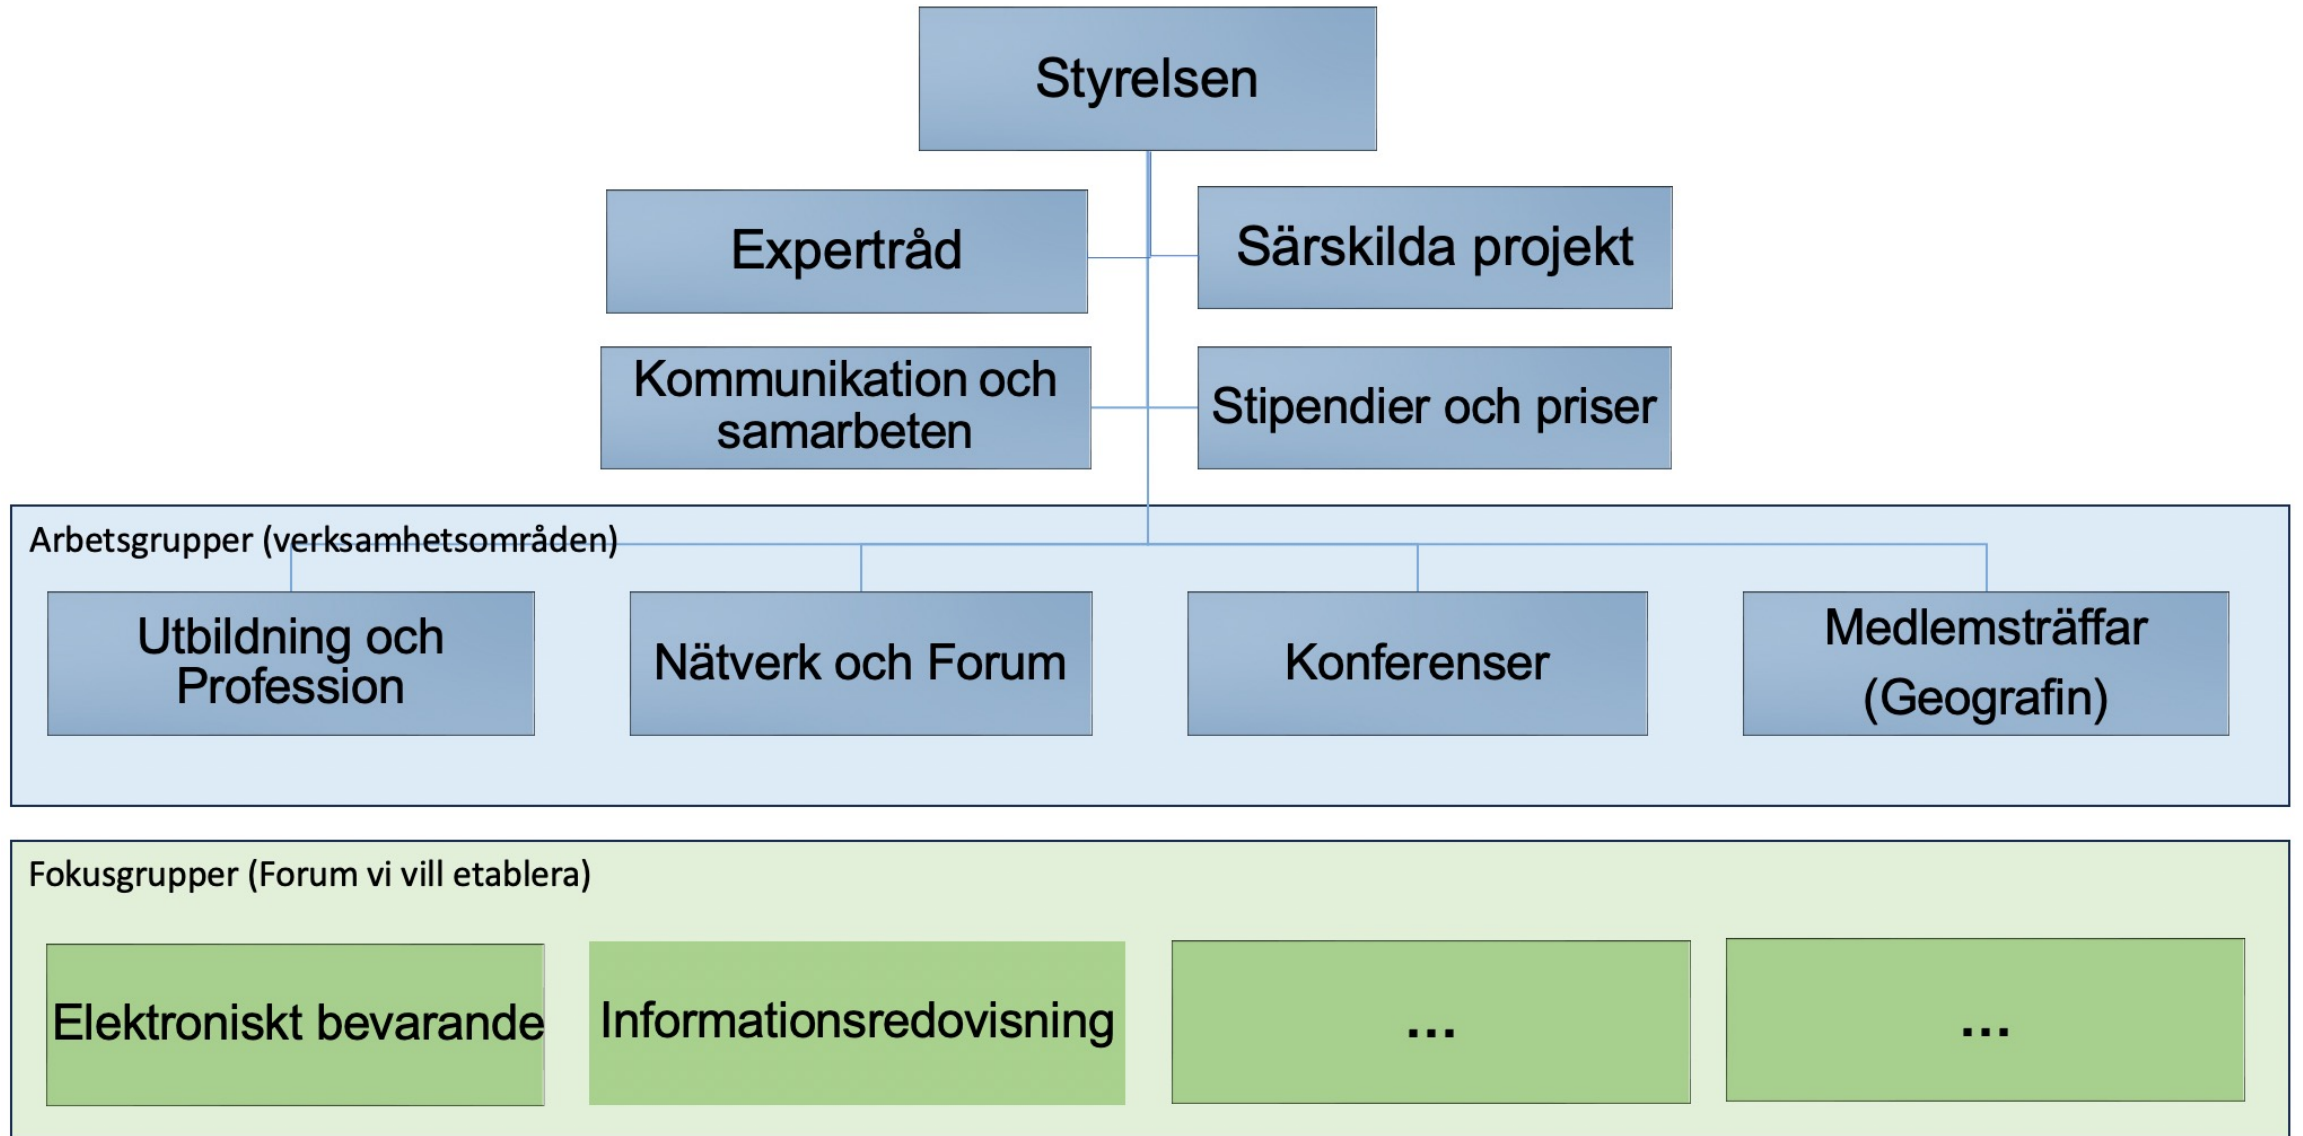 Styrelsen
Expertråd
Särskilda projekt
Kommunikation och
samarbeten
Stipendier och priser
Arbetsgrupper (verksamhetsområden)
Utbildning och
Profession
Nätverk och Forum
Konferenser
Medlemsträffar
(Geografin)
Fokusgrupper (Forum vi vill etablera)
Elektroniskt bevarande
Informationsredovisning
...
...